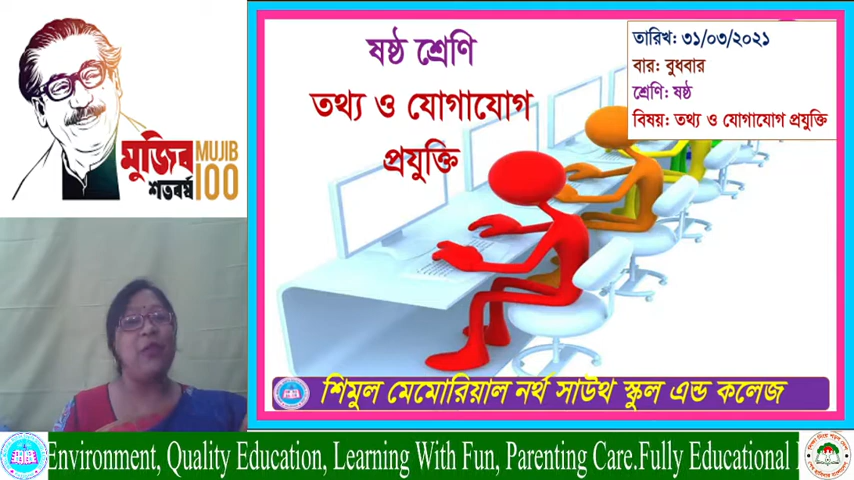 মুজিব
শতবর্ষ
MUJIB
100
ষষ্ঠ শ্রেণি
তথ্য ও যোগাযোগ
প্রযুক্তি
তারিখ: ৩১/০৩/২০২১
বার: বুধবার
শ্রেণি: ষষ্ঠ
বিষয়: তথ্য ও যোগাযোগ প্রযুক্তি
শিমুল মেমোরিয়াল নর্থ সাউথ স্কুল এন্ড কলেজ
Environment, Quality Education, Learning With Fun, Parenting Care.Fully Educational